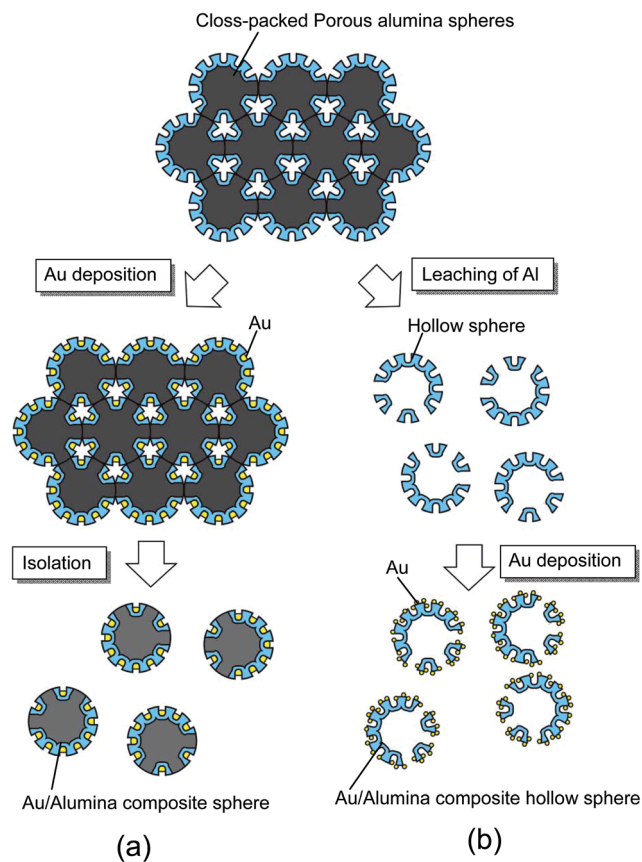 Closs-packed Porous alumina spheres
Au deposition
Leaching of Al
Au
Hollow sphere
Isolation
Au deposition
Au
Au/Alumina composite sphere
Au/Alumina composite hollow sphere
(a)
(b)